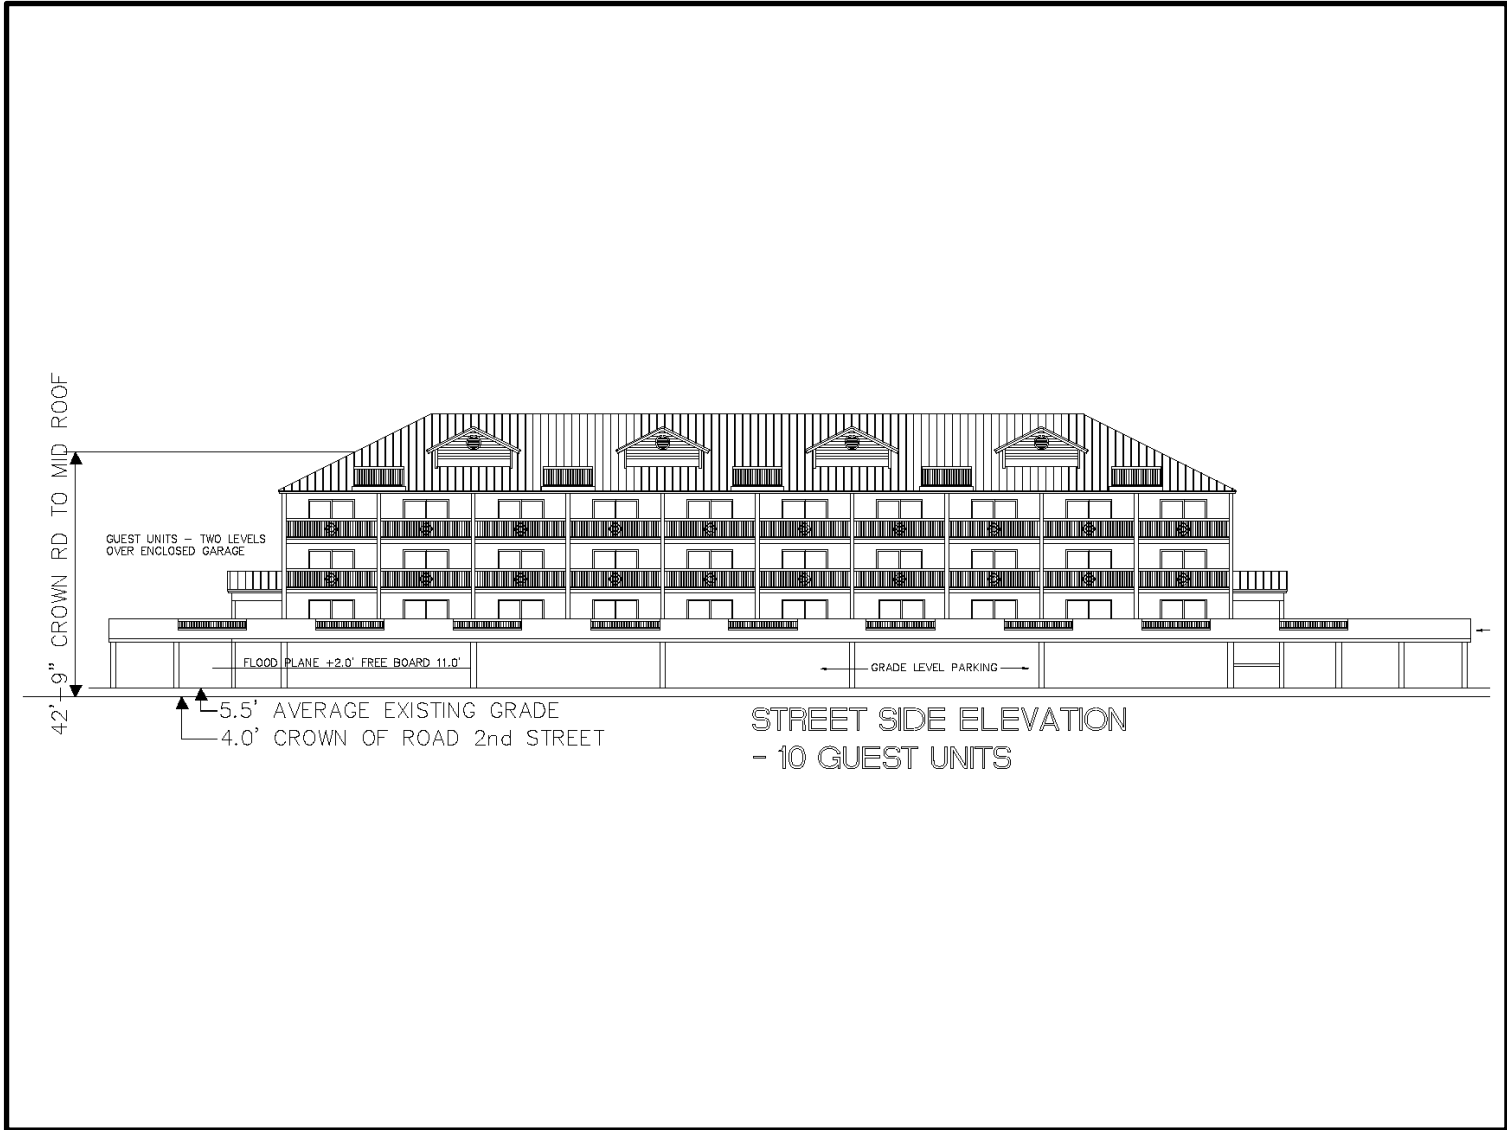 42'-9" CROWN RD TO MID ROOF
GUEST UNITS - TWO LEVELS
OVER ENCLOSED GARAGE
FLOOD PLANE +2.0' FREE BOARD 11.0'
GRADE LEVEL PARKING
5.5' AVERAGE EXISTING GRADE
4.0' CROWN OF ROAD 2nd STREET
STREET SIDE ELEVATION
- 10 GUEST UNITS